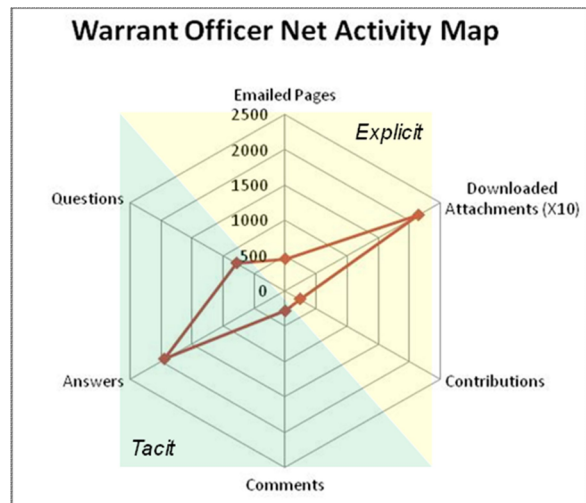 Warrant Officer Net Activity Map
Emailed Pages
2500
Explicit
2000
Downloaded
Attachments (X10)
Questions
1500
1000
500
0
Answers
Contributions
Tacit
Comments